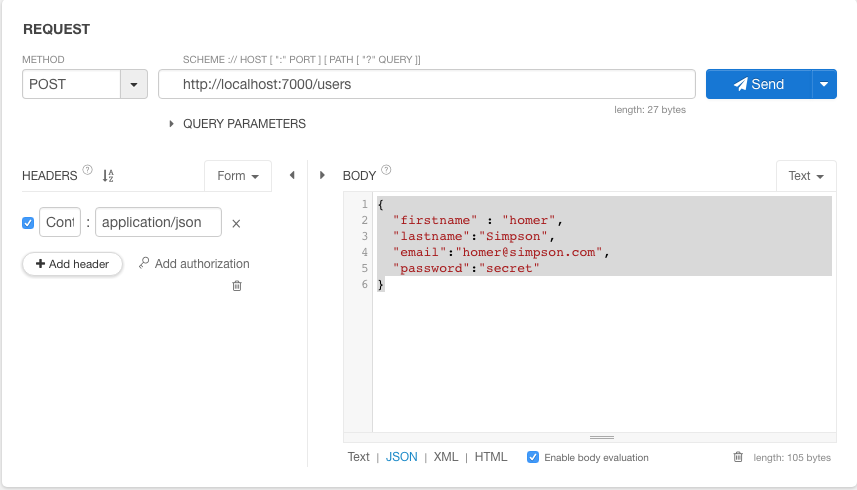 REQUEST
METHOD
SCHEME :// HOST [ ":" PORT ] [ PATH [ "?" QUERY ]]
POST
http://localhost:7000/users
Send
length: 27 bytes
QUERY PARAMETERS
HEADERS ?
Form
BODY ?
Text
Cont : application/json ×
+ Add header
Add authorization
1 {
2 "firstname" : "homer",
3 "lastname":"Simpson",
4 "email":"homer@simpson.com",
5 "password":"secret"
6 }
Text | JSON | XML | HTML
Enable body evaluation
length: 105 bytes